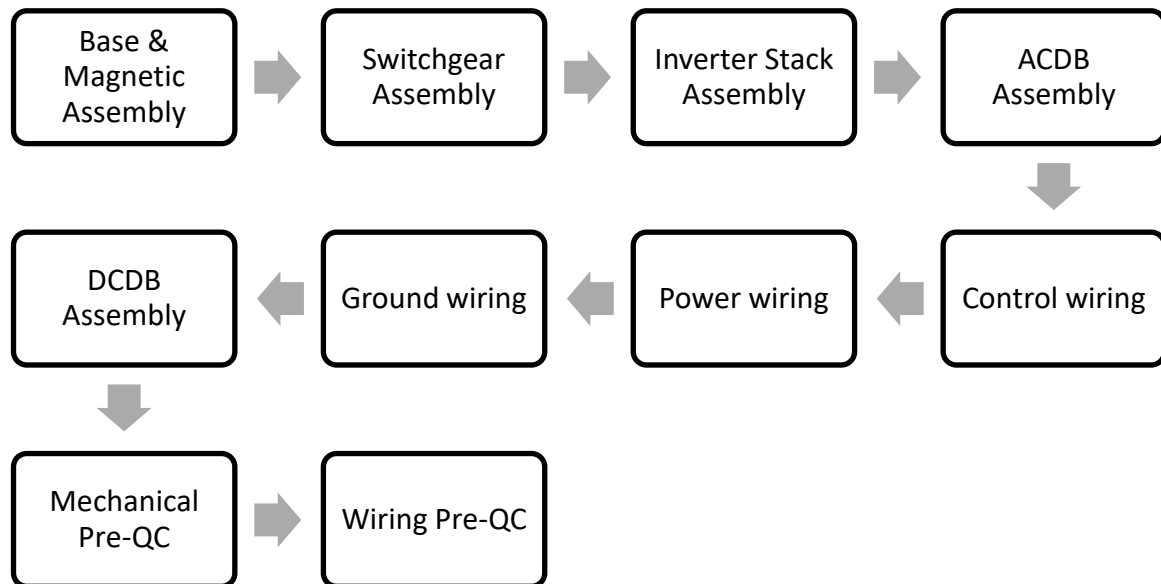 Base &
Magnetic
Assembly
Switchgear
Assembly
Inverter Stack
Assembly
ACDB
Assembly
DCDB
Assembly
Ground wiring
Power wiring
Control wiring
Mechanical
Pre-QC
Wiring Pre-QC